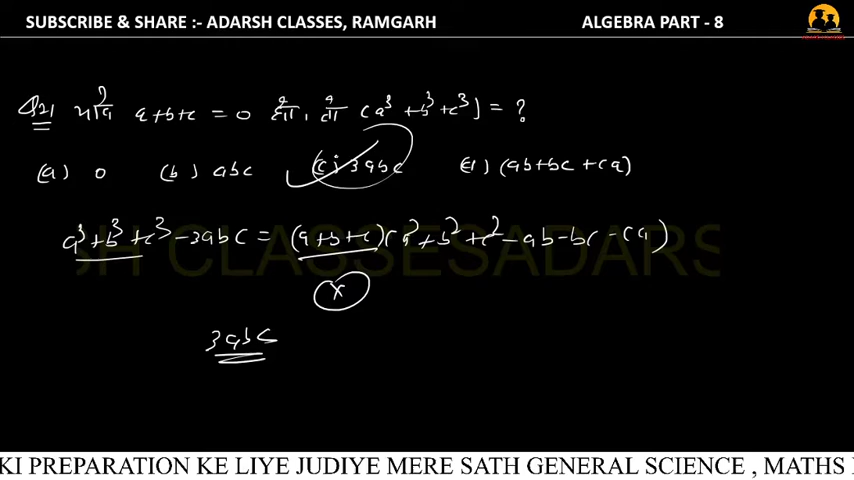 SUBSCRIBE & SHARE :- ADARSH CLASSES, RAMGARH ALGEBRA PART - 8
यदि a+b+c = 0 हो, तो (a³ + b³ + c³) = ?
(a) 0 (b) abc (c) 3abc (d) (ab+bc+ca)
a³+b³+c³-3abc = (a+b+c)(a²+b²+c²-ab-bc-ca)
x
3abc
SH CLASSESADARS
KI PREPARATION KE LIYE JUDIYE MERE SATH GENERAL SCIENCE , MATHS